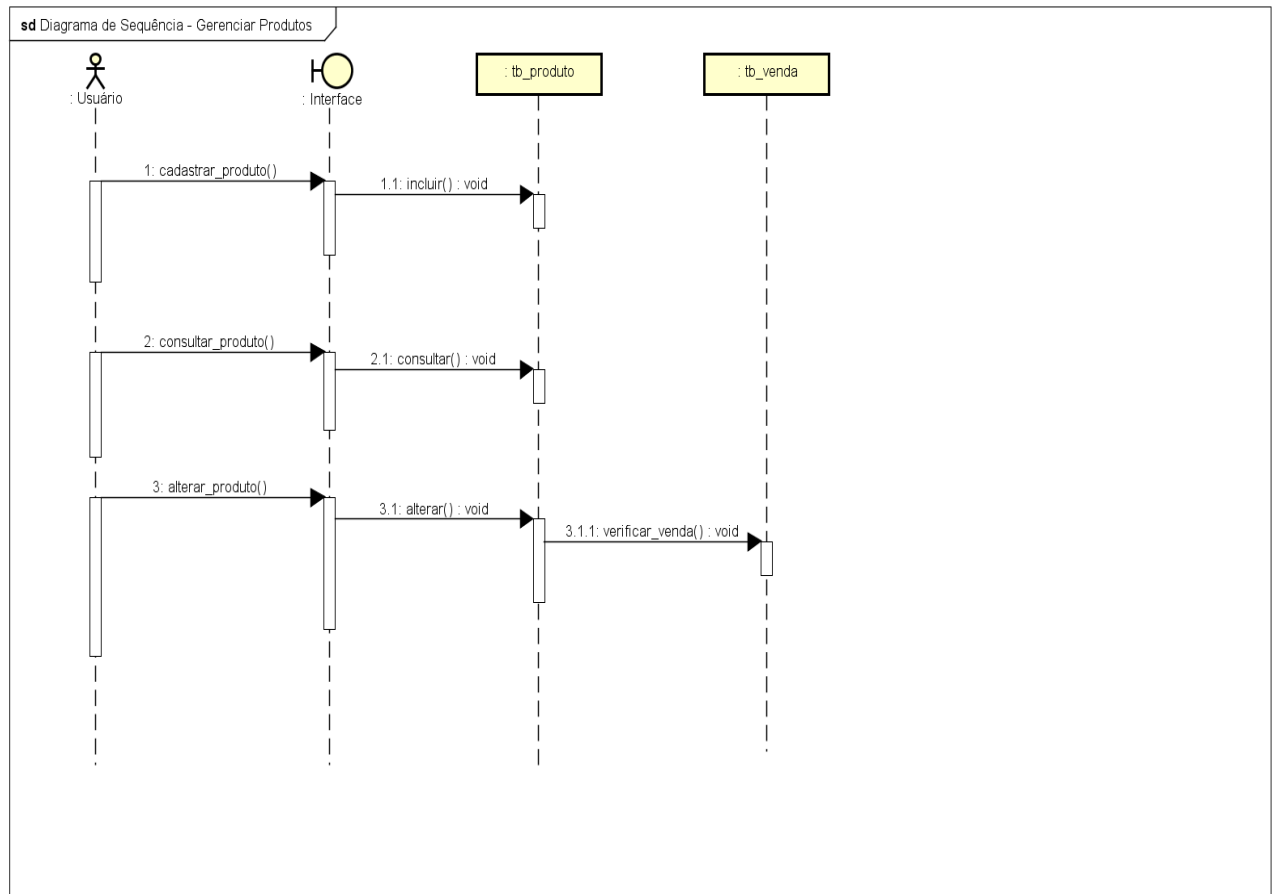 sd Diagrama de Sequência - Gerenciar Produtos
: Usuário
: Interface
: tb_produto
: tb_venda
1: cadastrar_produto()
1.1: incluir() : void
2: consultar_produto()
2.1: consultar() : void
3: alterar_produto()
3.1: alterar() : void
3.1.1: verificar_venda() : void